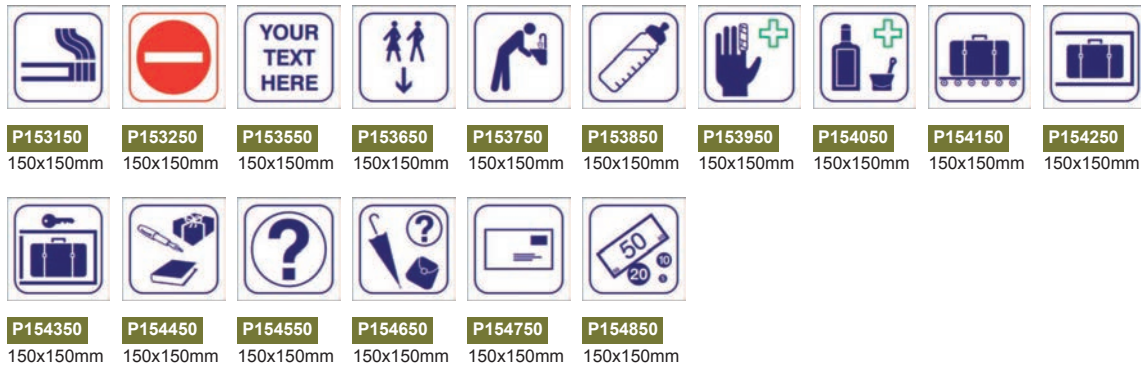 YOUR
TEXT
HERE
P153150 P153250 P153550 P153650 P153750 P153850 P153950 P154050 P154150 P154250
150x150mm 150x150mm 150x150mm 150x150mm 150x150mm 150x150mm 150x150mm 150x150mm 150x150mm 150x150mm
?
?
50
10
20
P154350 P154450 P154550 P154650 P154750 P154850
150x150mm 150x150mm 150x150mm 150x150mm 150x150mm 150x150mm